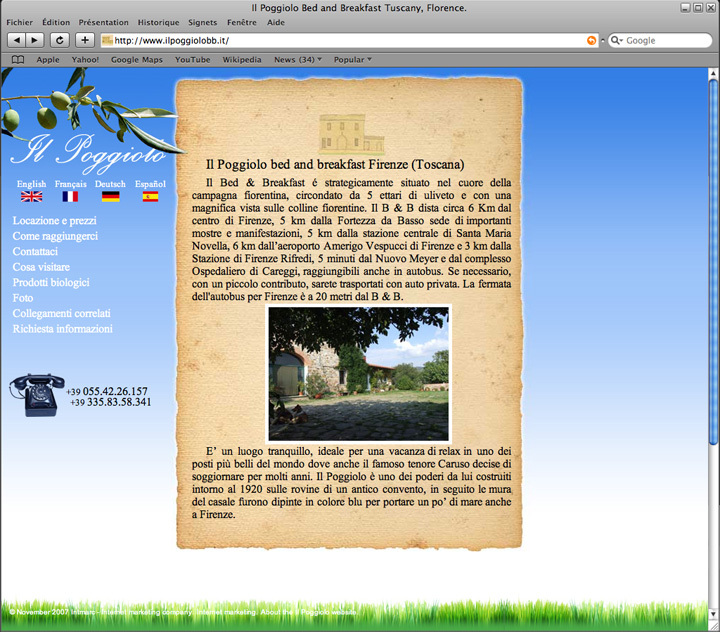 Il Poggiolo Bed and Breakfast Tuscany, Florence.
Fichier Édition Présentation Historique Signets Fenêtre Aide
http://www.ilpoggiolobb.it/
Google
Apple Yahoo! Google Maps YouTube Wikipedia News (34) Popular
Il Poggiolo
English Français Deutsch Español
Locazione e prezzi
Come raggiungerci
Contattaci
Cosa visitare
Prodotti biologici
Foto
Collegamenti correlati
Richiesta informazioni
+39 055.42.26.157
+39 335.83.58.341
Il Poggiolo bed and breakfast Firenze (Toscana)
Il Bed & Breakfast é strategicamente situato nel cuore della
campagna fiorentina, circondato da 5 ettari di uliveto e con una
magnifica vista sulle colline fiorentine. Il B & B dista circa 6 Km dal
centro di Firenze, 5 km dalla Fortezza da Basso sede di importanti
mostre e manifestazioni, 5 km dalla stazione centrale di Santa Maria
Novella, 6 km dall'aeroporto Amerigo Vespucci di Firenze e 3 km dalla
Stazione di Firenze Rifredi, 5 minuti dal Nuovo Meyer e dal complesso
Ospedaliero di Careggi, raggiungibili anche in autobus. Se necessario,
con un piccolo contributo, sarete trasportati con auto privata. La fermata
dell'autobus per Firenze è a 20 metri dal B & B.
E' un luogo tranquillo, ideale per una vacanza di relax in uno dei
posti più belli del mondo dove anche il famoso tenore Caruso decise di
soggiornare per molti anni. Il Poggiolo è uno dei poderi da lui costruiti
intorno al 1920 sulle rovine di un antico convento, in seguito le mura
del casale furono dipinte in colore blu per portare un po' di mare anche
a Firenze.
© November 2007 Internet marketing company. Internet marketing. About the Il Poggiolo website.